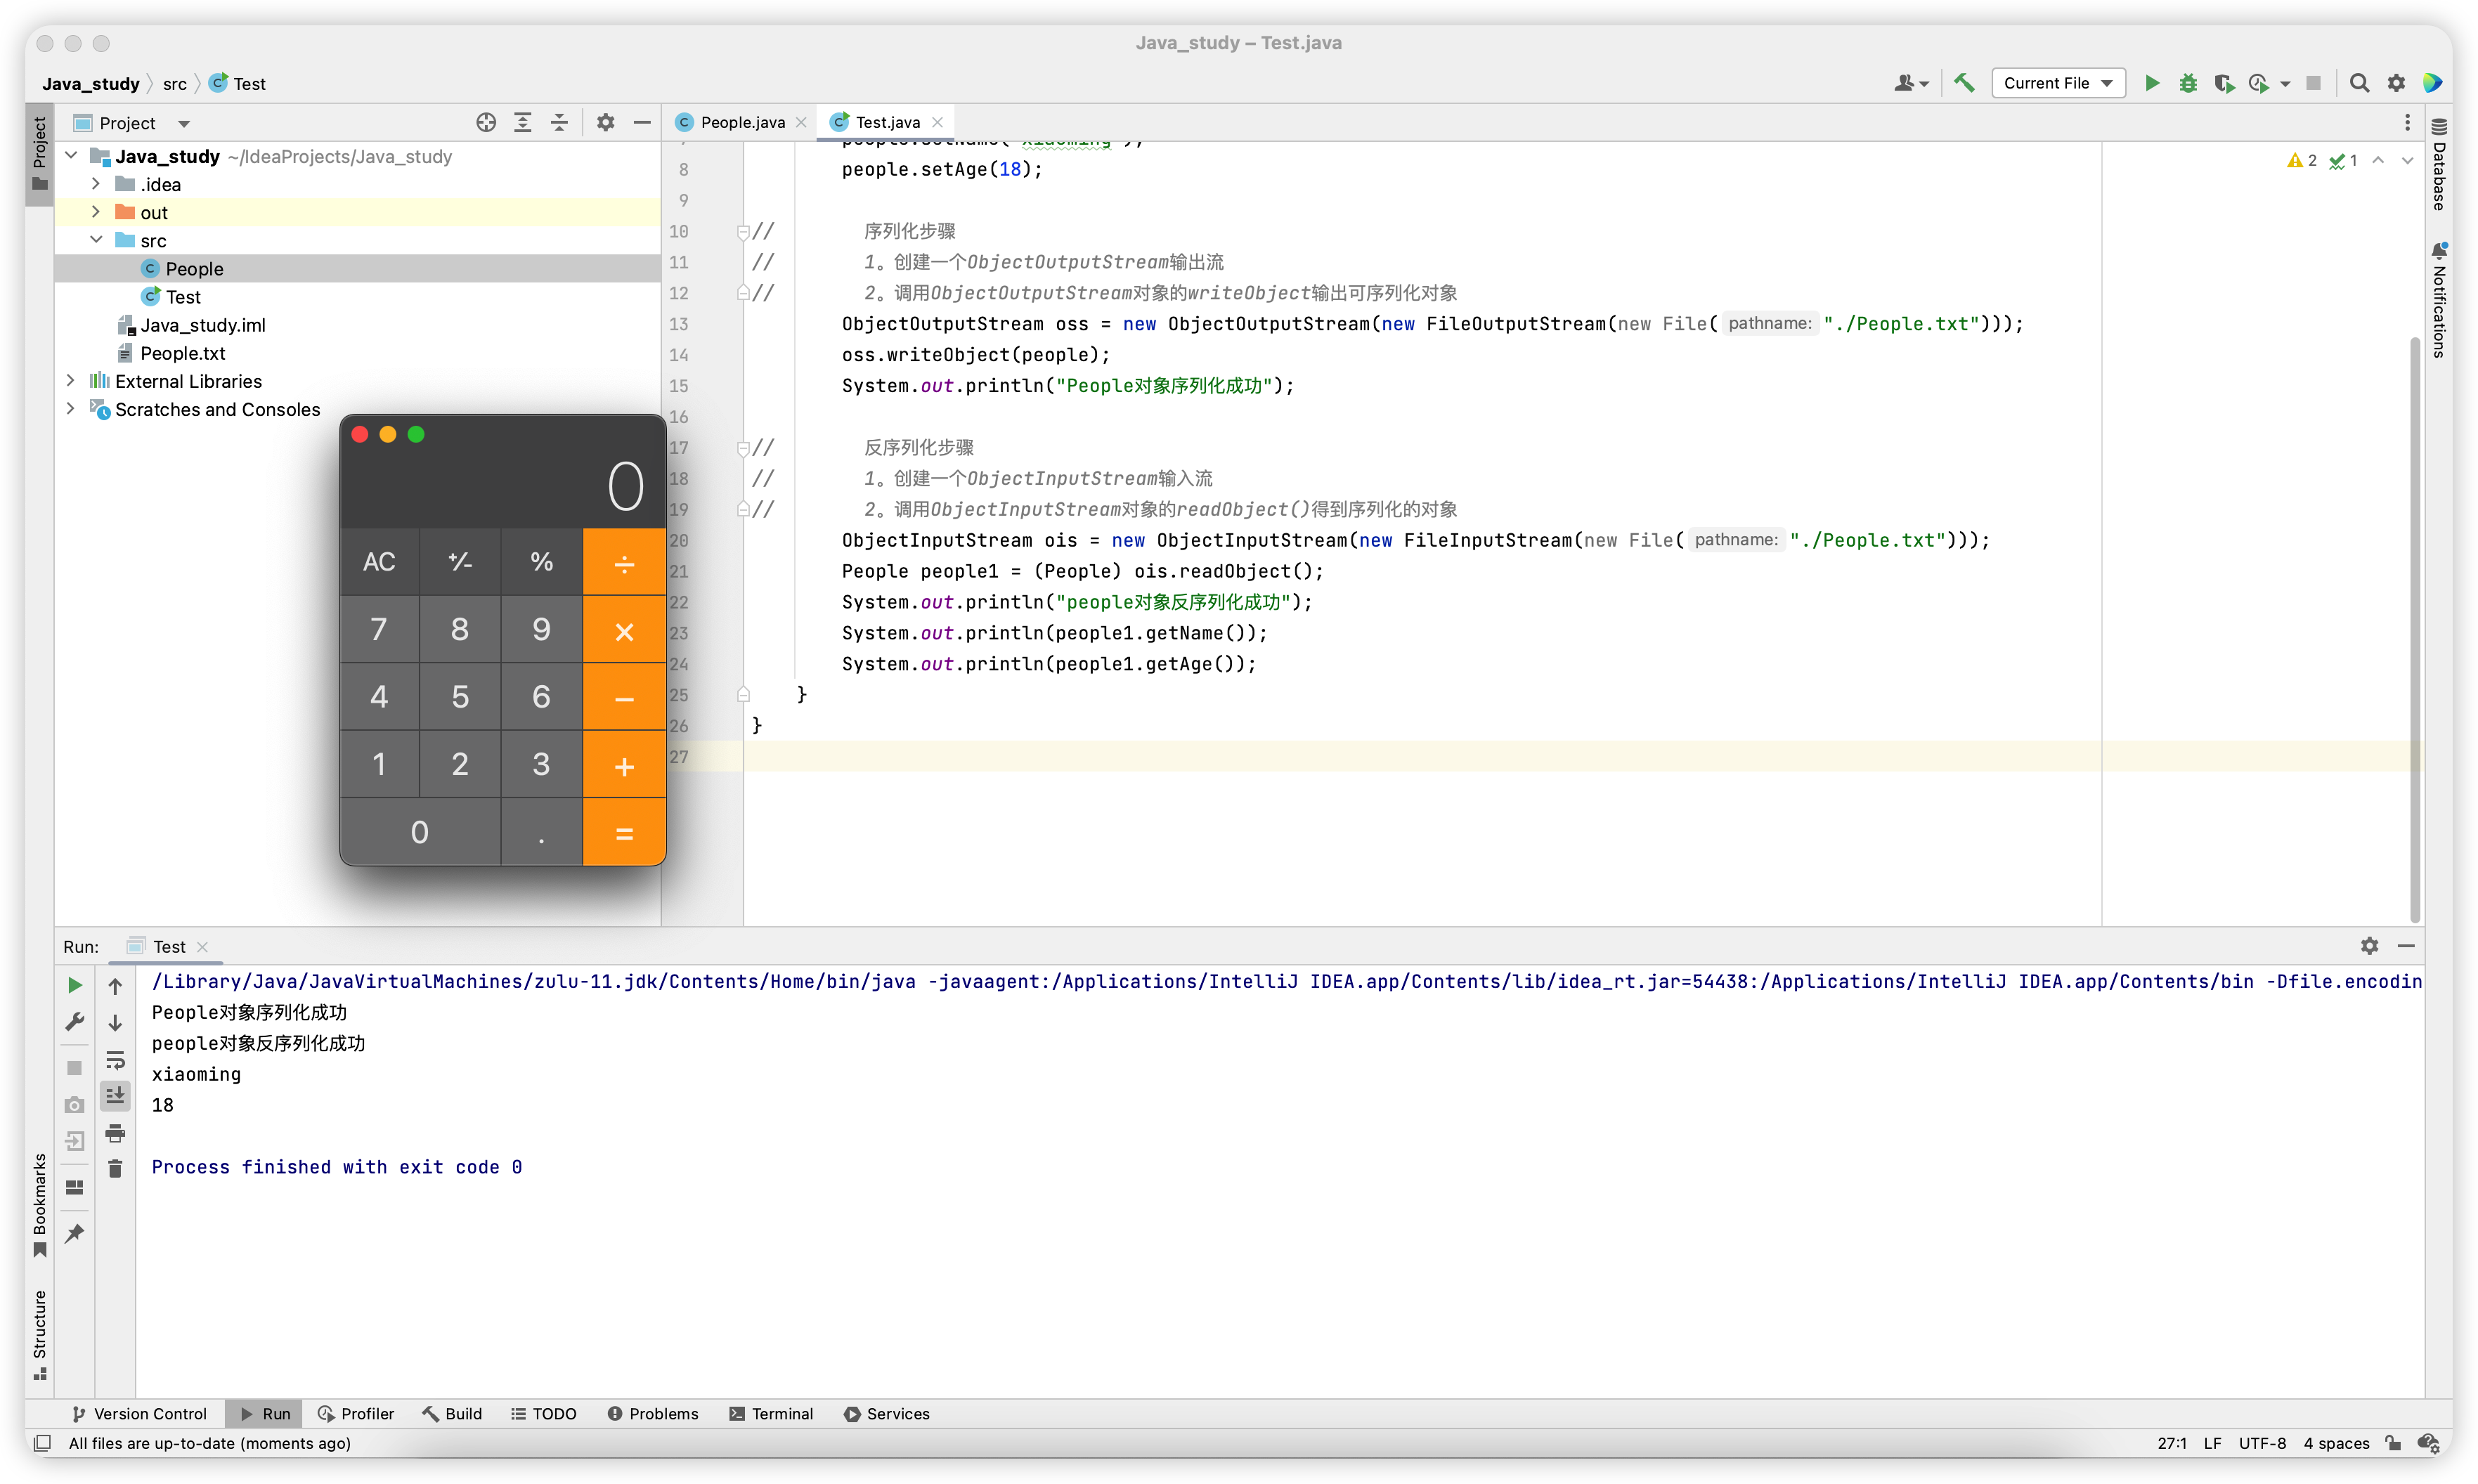 Java_study – Test.java
Java_study src Test
Current File
Project
Project
Java_study ~/IdeaProjects/Java_study
.idea
out
src
People
Test
Java_study.iml
People.txt
External Libraries
Scratches and Consoles
People.java Test.java
2 1
8 people.setAge(18);
9
10 // 序列化步骤
11 // 1。创建一个ObjectOutputStream输出流
12 // 2。调用ObjectOutputStream对象的writeObject输出可序列化对象
13 ObjectOutputStream oss = new ObjectOutputStream(new FileOutputStream(new File( pathname: "./People.txt")));
14 oss.writeObject(people);
15 System.out.println("People对象序列化成功");
16
17 // 反序列化步骤
18 // 1。创建一个ObjectInputStream输入流
19 // 2。调用ObjectInputStream对象的readObject()得到序列化的对象
20 ObjectInputStream ois = new ObjectInputStream(new FileInputStream(new File( pathname: "./People.txt")));
21 People people1 = (People) ois.readObject();
22 System.out.println("people对象反序列化成功");
23 System.out.println(people1.getName());
24 System.out.println(people1.getAge());
25 }
26 }
27
Database
Notifications
0
AC +⁄- % ÷
7 8 9 ×
4 5 6 −
1 2 3 +
0 . =
Run: Test
/Library/Java/JavaVirtualMachines/zulu-11.jdk/Contents/Home/bin/java -javaagent:/Applications/IntelliJ IDEA.app/Contents/lib/idea_rt.jar=54438:/Applications/IntelliJ IDEA.app/Contents/bin -Dfile.encodin
People对象序列化成功
people对象反序列化成功
xiaoming
18
Process finished with exit code 0
Bookmarks
Structure
Version Control Run Profiler Build TODO Problems Terminal Services
All files are up-to-date (moments ago)
27:1 LF UTF-8 4 spaces